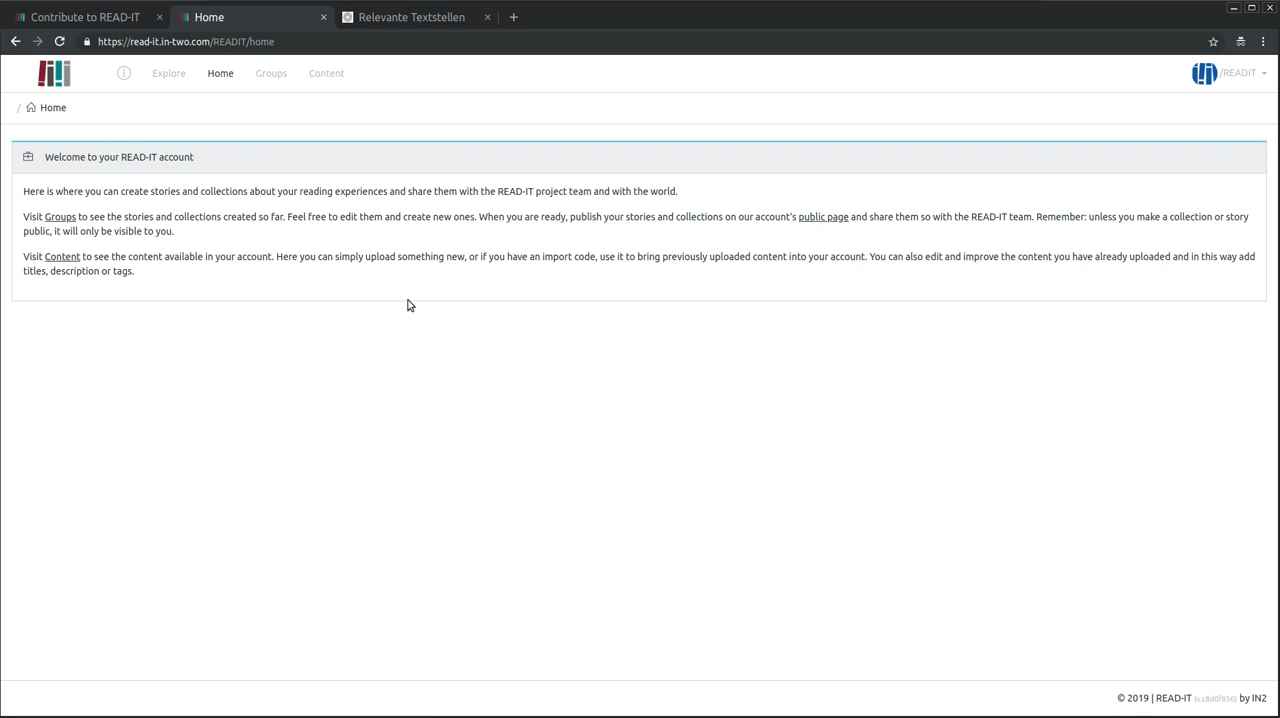 Contribute to READ-IT
Home
Relevante Textstellen
https://read-it.in-two.com/READIT/home
Explore
Home
Groups
Content
/READIT
/ Home
Welcome to your READ-IT account
Here is where you can create stories and collections about your reading experiences and share them with the READ-IT project team and with the world.
Visit Groups to see the stories and collections created so far. Feel free to edit them and create new ones. When you are ready, publish your stories and collections on our account's public page and share them so with the READ-IT team. Remember: unless you make a collection or story
public, it will only be visible to you.
Visit Content to see the content available in your account. Here you can simply upload something new, or if you have an import code, use it to bring previously uploaded content into your account. You can also edit and improve the content you have already uploaded and in this way add
titles, description or tags.
© 2019 | READ-IT (v.c8d0f850) by IN2